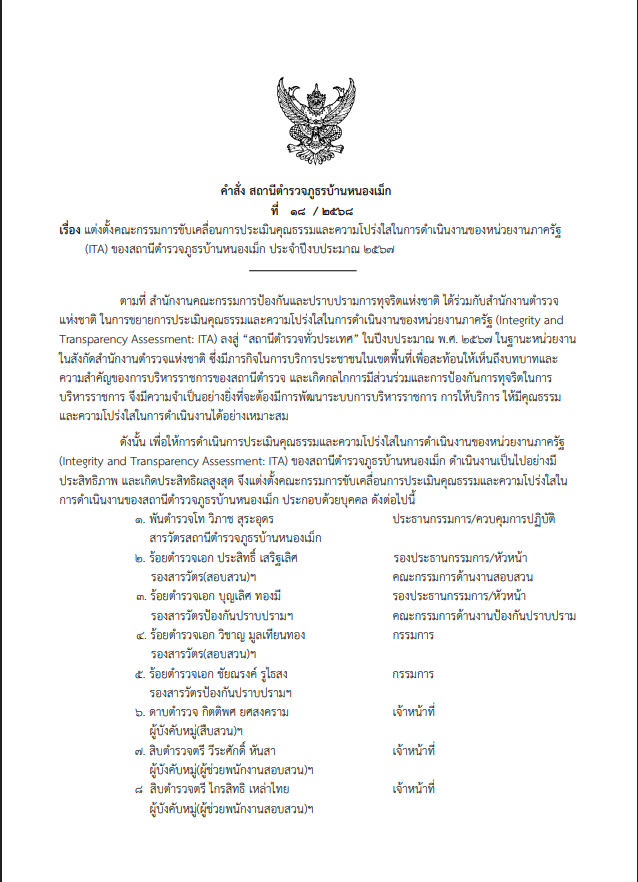 คำสั่ง สถานีตำรวจภูธรบ้านหนองเม็ก
ที่ ๑๘ / ๒๕๖๘
เรื่อง แต่งตั้งคณะกรรมการขับเคลื่อนการประเมินคุณธรรมและความโปร่งใสในการดำเนินงานของหน่วยงานภาครัฐ
(ITA) ของสถานีตำรวจภูธรบ้านหนองเม็ก ประจำปีงบประมาณ ๒๕๖๗
ตามที่ สำนักงานคณะกรรมการป้องกันและปราบปรามการทุจริตแห่งชาติ ได้ร่วมกับสำนักงานตำรวจ
แห่งชาติ ในการขยายการประเมินคุณธรรมและความโปร่งใสในการดำเนินงานของหน่วยงานภาครัฐ (Integrity and
Transparency Assessment: ITA) ลงสู่ “สถานีตำรวจทั่วประเทศ” ในปีงบประมาณ พ.ศ. ๒๕๖๗ ในฐานะหน่วยงาน
ในสังกัดสำนักงานตำรวจแห่งชาติ ซึ่งมีภารกิจในการบริการประชาชนในเขตพื้นที่เพื่อสะท้อนให้เห็นถึงบทบาทและ
ความสำคัญของการบริหารราชการของสถานีตำรวจ และเกิดกลไกการมีส่วนร่วมและการป้องกันการทุจริตในการ
บริหารราชการ จึงมีความจำเป็นอย่างยิ่งที่จะต้องมีการพัฒนาระบบการบริหารราชการ การให้บริการ ให้มีคุณธรรม
และความโปร่งใสในการดำเนินงานได้อย่างเหมาะสม
ดังนั้น เพื่อให้การดำเนินการประเมินคุณธรรมและความโปร่งใสในการดำเนินงานของหน่วยงานภาครัฐ
(Integrity and Transparency Assessment: ITA) ของสถานีตำรวจภูธรบ้านหนองเม็ก ดำเนินงานเป็นไปอย่างมี
ประสิทธิภาพ และเกิดประสิทธิผลสูงสุด จึงแต่งตั้งคณะกรรมการขับเคลื่อนการประเมินคุณธรรมและความโปร่งใสใน
การดำเนินงานของสถานีตำรวจภูธรบ้านหนองเม็ก ประกอบด้วยบุคคล ดังต่อไปนี้
๑. พันตำรวจโท วิภาช สุระอุดร ประธานกรรมการ/ควบคุมการปฏิบัติ
สารวัตรสถานีตำรวจภูธรบ้านหนองเม็ก
๒. ร้อยตำรวจเอก ประสิทธิ์ เสริฐเลิศ รองประธานกรรมการ/หัวหน้า
รองสารวัตร(สอบสวน)ฯ คณะกรรมการด้านงานสอบสวน
๓. ร้อยตำรวจเอก บุญเลิศ ทองมี รองประธานกรรมการ/หัวหน้า
รองสารวัตรป้องกันปราบปรามฯ คณะกรรมการด้านงานป้องกันปราบปราม
๔. ร้อยตำรวจเอก วิชาญ มูลเทียนทอง กรรมการ
รองสารวัตร(สอบสวน)ฯ
๕. ร้อยตำรวจเอก ชัยณรงค์ รูไธสง กรรมการ
รองสารวัตรป้องกันปราบปรามฯ
๖. ดาบตำรวจ กิตติพศ ยศสงคราม เจ้าหน้าที่
ผู้บังคับหมู่(สืบสวน)ฯ
๗. สิบตำรวจตรี วีระศักดิ์ หันสา เจ้าหน้าที่
ผู้บังคับหมู่(ผู้ช่วยพนักงานสอบสวน)ฯ
๘ สิบตำรวจตรี ไกรสิทธิ เหล่าไทย เจ้าหน้าที่
ผู้บังคับหมู่(ผู้ช่วยพนักงานสอบสวน)ฯ